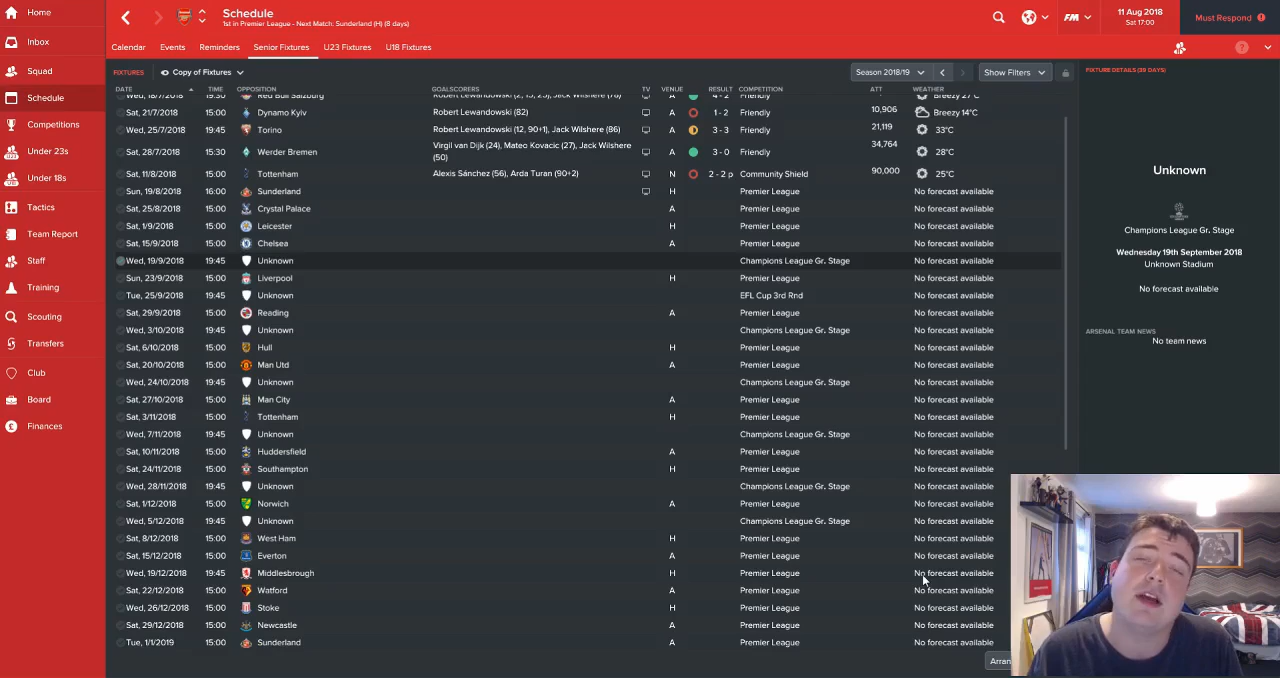 Home
Schedule
1st in Premier League - Next Match: Sunderland (H) (8 days)
FM
11 Aug 2018
Sat 17:00
Must Respond
Inbox
Calendar Events Reminders Senior Fixtures U23 Fixtures U18 Fixtures
Squad
Schedule
Competitions
Under 23s
Under 18s
Tactics
Team Report
Staff
Training
Scouting
Transfers
Club
Board
Finances
FIXTURES Copy of Fixtures Season 2018/19 Show Filters
DATE TIME OPPOSITION GOALSCORERS TV VENUE RESULT COMPETITION ATT WEATHER
Wed, 18/7/2018 19:30 Red Bull Salzburg A 4 - 2 Friendly Breezy 27°C
Sat, 21/7/2018 Dynamo Kyiv Robert Lewandowski (82) A 1 - 2 Friendly 10,906 Breezy 14°C
Wed, 25/7/2018 19:45 Torino Robert Lewandowski (12, 90+1), Jack Wilshere (86) A 3 - 3 Friendly 21,119 33°C
Sat, 28/7/2018 15:30 Werder Bremen Virgil van Dijk (24), Mateo Kovacic (27), Jack Wilshere (50) A 3 - 0 Friendly 34,764 28°C
Sat, 11/8/2018 15:00 Tottenham Alexis Sánchez (56), Arda Turan (90+2) N 2 - 2 p Community Shield 90,000 25°C
Sun, 19/8/2018 16:00 Sunderland H Premier League No forecast available
Sat, 25/8/2018 15:00 Crystal Palace A Premier League No forecast available
Sat, 1/9/2018 15:00 Leicester H Premier League No forecast available
Sat, 15/9/2018 15:00 Chelsea A Premier League No forecast available
Wed, 19/9/2018 19:45 Unknown Champions League Gr. Stage No forecast available
Sun, 23/9/2018 15:00 Liverpool H Premier League No forecast available
Tue, 25/9/2018 19:45 Unknown EFL Cup 3rd Rnd No forecast available
Sat, 29/9/2018 15:00 Reading A Premier League No forecast available
Wed, 3/10/2018 19:45 Unknown Champions League Gr. Stage No forecast available
Sat, 6/10/2018 15:00 Hull H Premier League No forecast available
Sat, 20/10/2018 15:00 Man Utd A Premier League No forecast available
Wed, 24/10/2018 19:45 Unknown Champions League Gr. Stage No forecast available
Sat, 27/10/2018 15:00 Man City A Premier League No forecast available
Sat, 3/11/2018 15:00 Tottenham H Premier League No forecast available
Wed, 7/11/2018 19:45 Unknown Champions League Gr. Stage No forecast available
Sat, 10/11/2018 15:00 Huddersfield A Premier League No forecast available
Sat, 24/11/2018 15:00 Southampton H Premier League No forecast available
Wed, 28/11/2018 19:45 Unknown Champions League Gr. Stage No forecast available
Sat, 1/12/2018 15:00 Norwich A Premier League No forecast available
Wed, 5/12/2018 19:45 Unknown Champions League Gr. Stage No forecast available
Sat, 8/12/2018 15:00 West Ham H Premier League No forecast available
Sat, 15/12/2018 15:00 Everton A Premier League No forecast available
Wed, 19/12/2018 19:45 Middlesbrough H Premier League No forecast available
Sat, 22/12/2018 15:00 Watford A Premier League No forecast available
Wed, 26/12/2018 15:00 Stoke H Premier League No forecast available
Sat, 29/12/2018 15:00 Newcastle A Premier League No forecast available
Tue, 1/1/2019 15:00 Sunderland A Premier League No forecast available
Arran
FIXTURE DETAILS (39 DAYS)
Unknown
Champions League Gr. Stage
Wednesday 19th September 2018
Unknown Stadium
No forecast available
ARSENAL TEAM NEWS
No team news